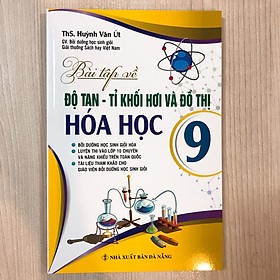 ThS. Huỳnh Văn Út
GV. Bồi dưỡng học sinh giỏi
Giải thưởng Sách hay Việt Nam
Bài tập về
ĐỘ TAN - TỈ KHỐI HƠI VÀ ĐỒ THỊ
HÓA HỌC 9
BỒI DƯỠNG HỌC SINH GIỎI HÓA
LUYỆN THI VÀO LỚP 10 CHUYÊN
VÀ NĂNG KHIẾU TRÊN TOÀN QUỐC
TÀI LIỆU THAM KHẢO CHO
GIÁO VIÊN BỒI DƯỠNG HỌC SINH GIỎI
NHÀ XUẤT BẢN ĐÀ NẴNG